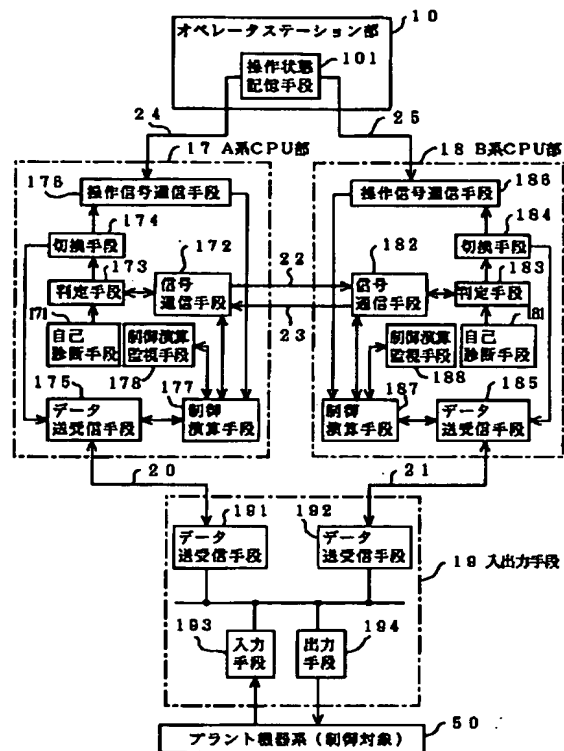 10
オペレータステーション部
操作状態
記憶手段
101
24
25
17 A系CPU部
18 B系CPU部
176
操作信号通信手段
操作信号通信手段
186
174
184
切換手段
172
182
切換手段
173
22
183
判定手段
信号
通信手段
信号
通信手段
判定手段
171
23
181
自己
診断手段
制御演算
監視手段
制御演算
監視手段
自己
診断手段
175
178
177
187
188
185
データ
送受信手段
制御
演算手段
制御
演算手段
データ
送受信手段
20
21
191
192
データ
送受信手段
データ
送受信手段
19 入出力手段
193
194
入力
手段
出力
手段
50
プラント機器系(制御対象)